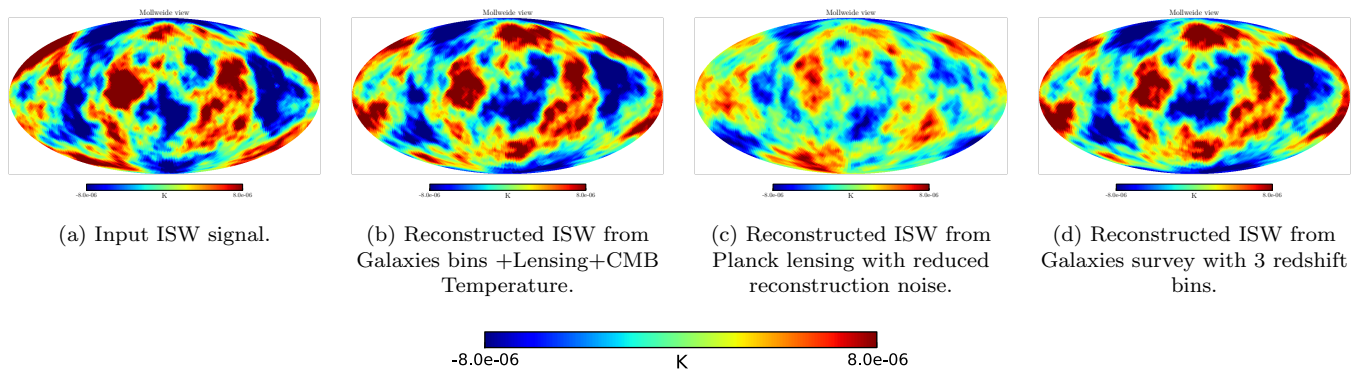 Mollweide view
Mollweide view
Mollweide view
Mollweide view
-8.0e-06 K 8.0e-06
-8.0e-06 K 8.0e-06
-8.0e-06 K 8.0e-06
-8.0e-06 K 8.0e-06
(a) Input ISW signal.
(b) Reconstructed ISW from
Galaxies bins +Lensing+CMB
Temperature.
(c) Reconstructed ISW from
Planck lensing with reduced
reconstruction noise.
(d) Reconstructed ISW from
Galaxies survey with 3 redshift
bins.
-8.0e-06 K 8.0e-06